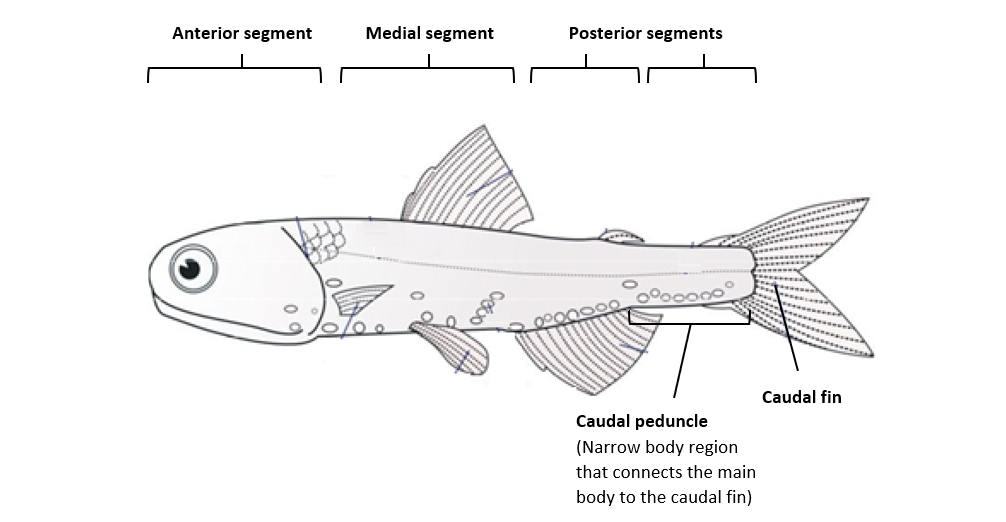 Anterior segment
Medial segment
Posterior segments
Caudal fin
Caudal peduncle
(Narrow body region
that connects the main
body to the caudal fin)